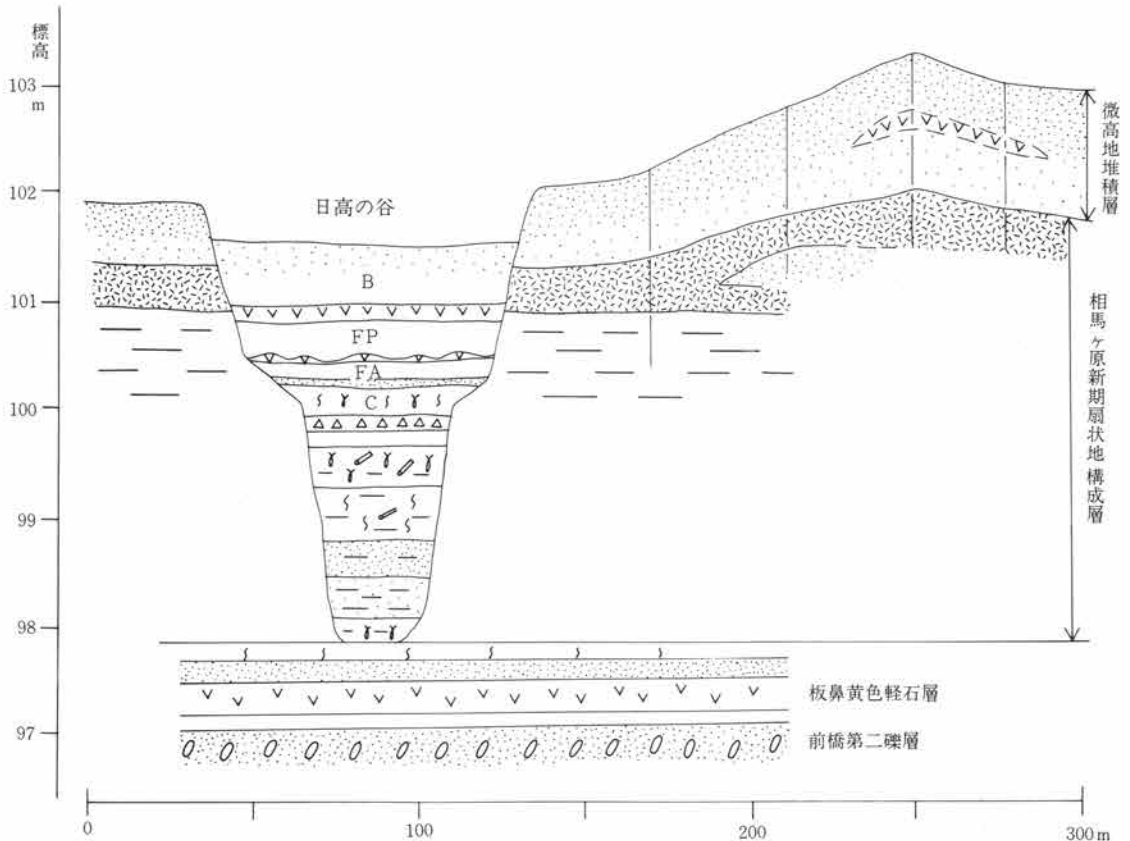 標高
103
m
102
101
100
99
98
97
日高の谷
B
FP
FA
C
微高地堆積層
相馬ヶ原新期扇状地構成層
板鼻黄色軽石層
前橋第二礫層
0
100
200
300m